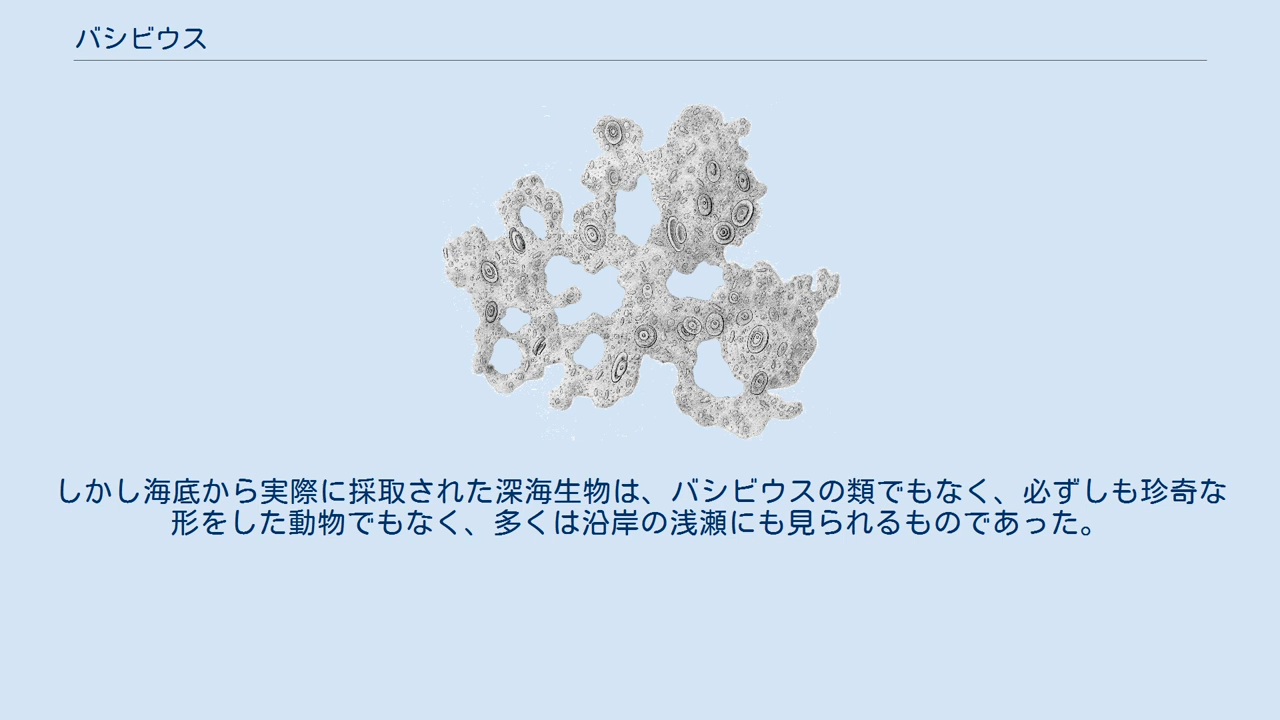 バシビウス
しかし海底から実際に採取された深海生物は、バシビウスの類でもなく、必ずしも珍奇な
形をした動物でもなく、多くは沿岸の浅瀬にも見られるものであった。